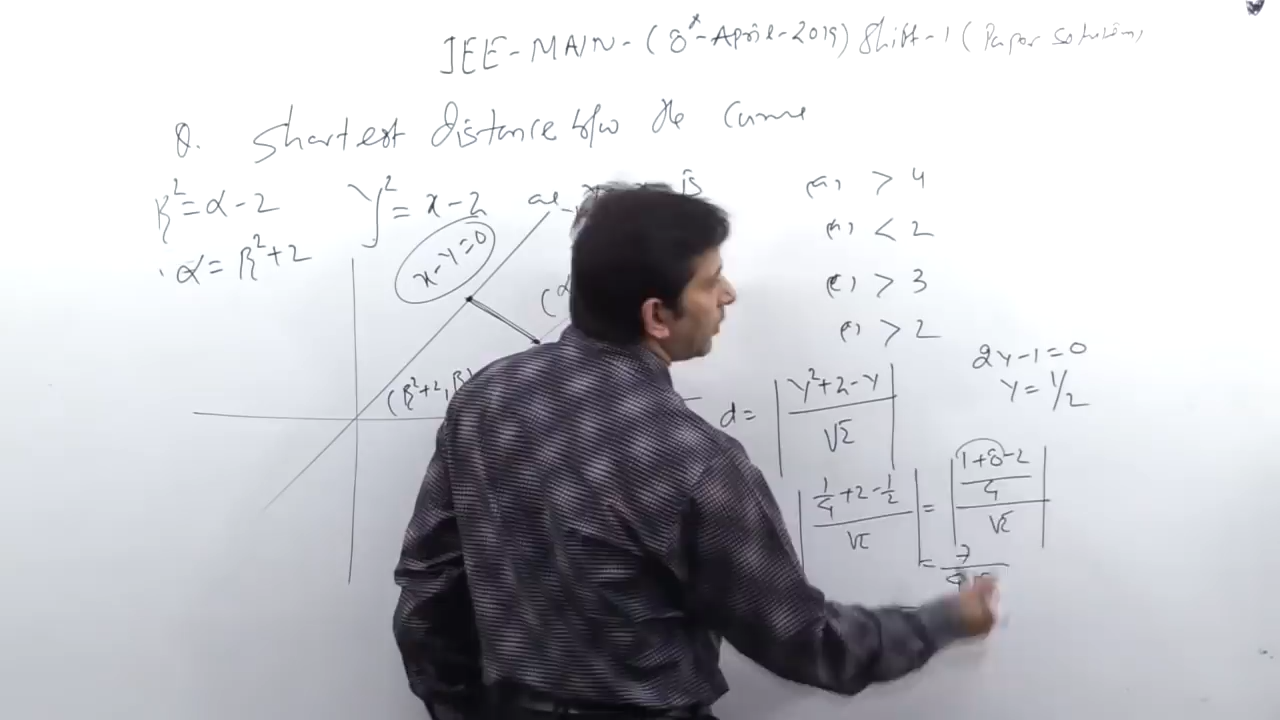 JEE-MAIN-(8-April-2019) Shift-1 (Paper solution)
Q. Shortest distance b/w the curve
β² = α-2
y² = x-2 is
α = β²+2
x-y=0
(α
(β²+2, β)
(a) > 4
< 2
(c) > 3
> 2
d = |y²+2-y / √2|
2y-1=0
y = 1/2
|1/4 + 2 - 1/2 / √2| = |1+8-2 / 4 / √2|
= 7